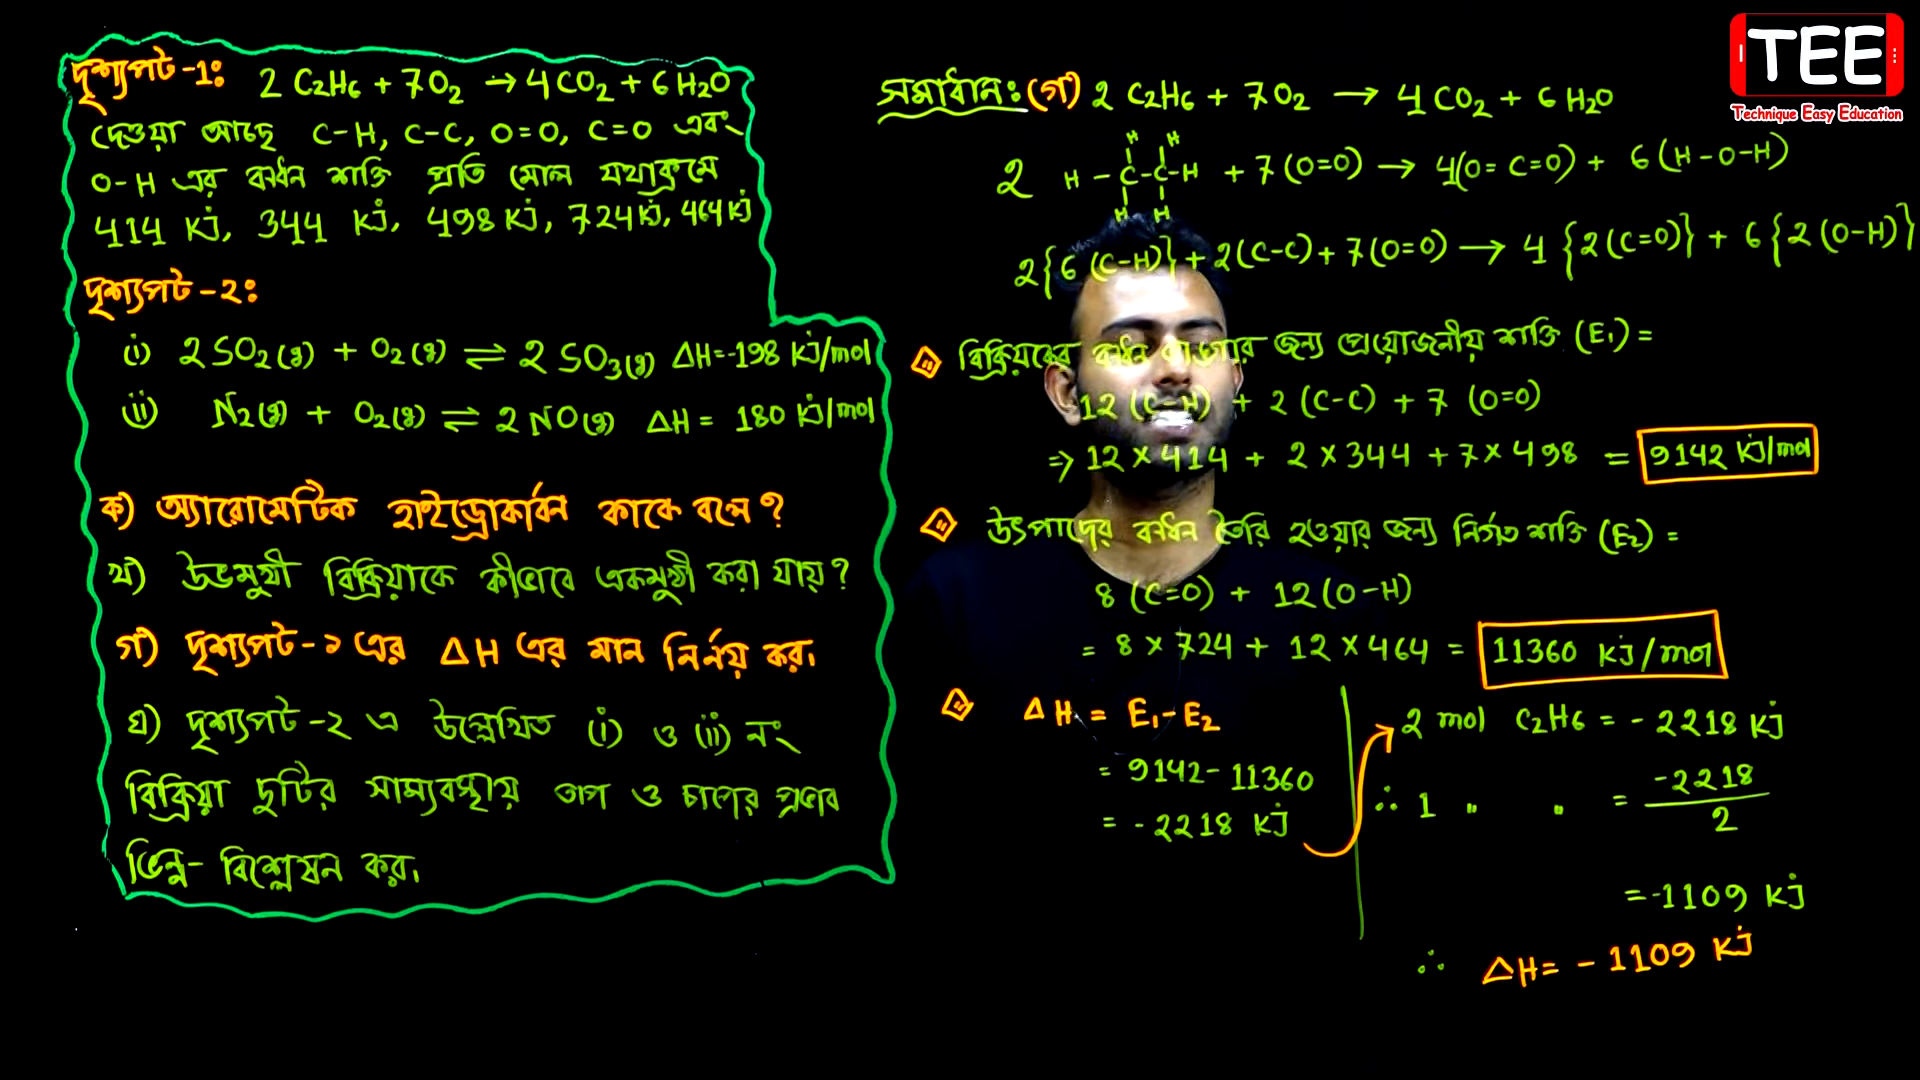 দৃশ্যপট-1: 2 C2H6 + 7O2 → 4CO2 + 6H2O
দেওয়া আছে C-H, C-C, O=O, C=O এবং
O-H এর বন্ধন শক্তি প্রতি মোল যথাক্রমে
414 kj, 344 kj, 498 kj, 724 kj, 464 kj
দৃশ্যপট-২:
(i) 2SO2(g) + O2(g) ⇌ 2SO3(g) ΔH=-198 kj/mol
(ii) N2(g) + O2(g) ⇌ 2NO(g) ΔH = 180 kj/mol
ক) অ্যারোমেটিক হাইড্রোকার্বন কাকে বলে?
খ) উভমুখী বিক্রিয়াকে কীভাবে একমুখী করা যায়?
গ) দৃশ্যপট-১ এর ΔH এর মান নির্নয় কর।
ঘ) দৃশ্যপট-২ এ উল্লেখিত (i) ও (ii) নং
বিক্রিয়া দুটির সাম্যবস্থায় তাপ ও চাপের প্রভাব
ভিন্ন- বিশ্লেষন কর।
TEE
Technique Easy Education
সমাধান: (গ) 2 C2H6 + 7O2 → 4CO2 + 6H2O
H H
2 H-C-C-H + 7(O=O) → 4(O=C=O) + 6(H-O-H)
H H
2{6(C-H)} + 2(C-C) + 7(O=O) → 4{2(C=O)} + 6{2(O-H)}
বিক্রিয়কের বন্ধন ভাঙ্গার জন্য প্রয়োজনীয় শক্তি (E1) =
12(C-H) + 2(C-C) + 7(O=O)
⇒ 12×414 + 2×344 + 7×498 = 9142 kj/mol
উৎপাদের বন্ধন তৈরি হওয়ার জন্য নির্গত শক্তি (E2) =
8(C=O) + 12(O-H)
= 8×724 + 12×464 = 11360 kj/mol
ΔH = E1-E2
= 9142-11360
= -2218 kj
2 mol C2H6 = -2218 kj
∴ 1 " " = -2218/2
= -1109 kj
∴ ΔH = -1109 kj